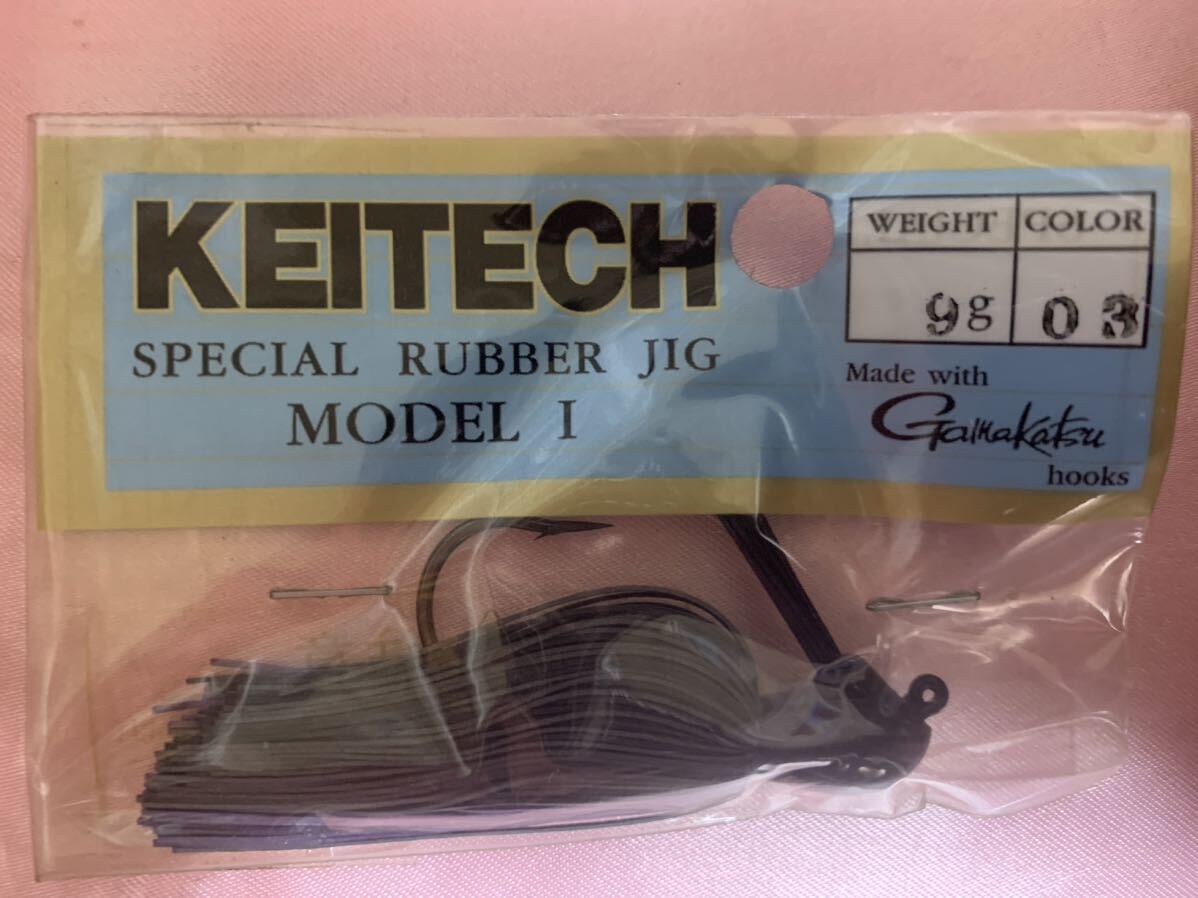 KEITECH
SPECIAL RUBBER JIG
MODEL I
WEIGHT COLOR
9g 03
Made with
Gamakatsu
hooks